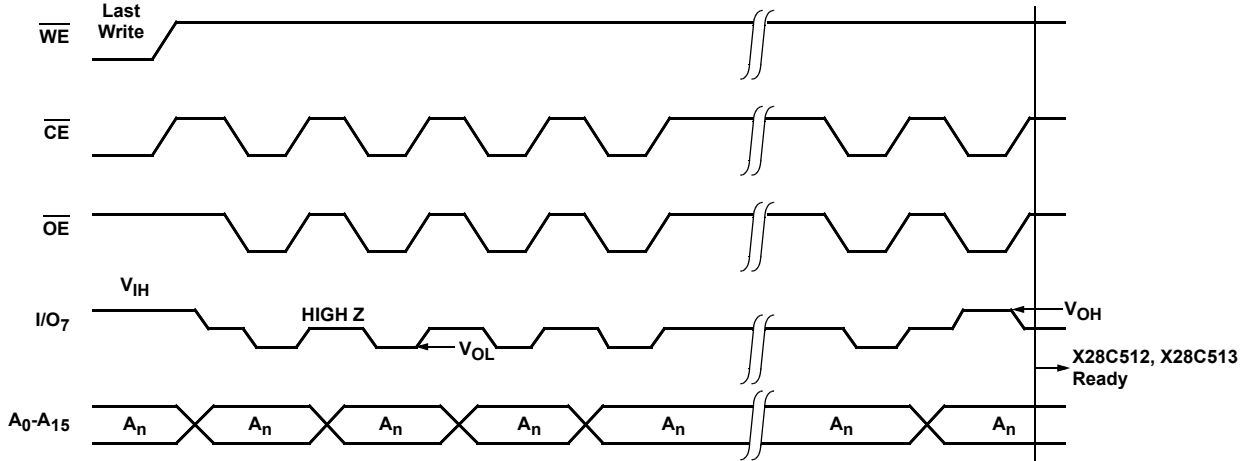 Last
Write
WE
CE
OE
VIH
I/O7
HIGH Z
VOL
VOH
X28C512, X28C513
Ready
A0-A15
An An An An An An An